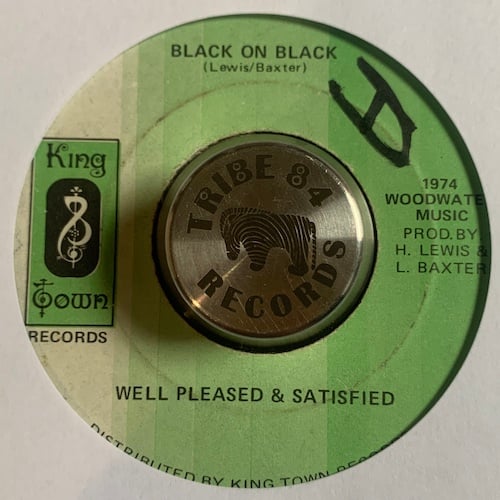 BLACK ON BLACK
(Lewis/Baxter)
King
Town
RECORDS
1974
WOODWATE
MUSIC
PROD. BY
H. LEWIS &
L. BAXTER
TRIBE 84
RECORDS
WELL PLEASED & SATISFIED
DISTRIBUTED BY KING TOWN RECO